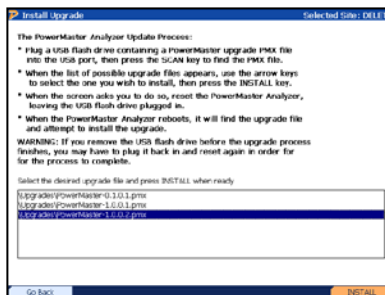 Install Upgrade
Selected Site: DELE
The PowerMaster Analyzer Update Process:
* Plug a USB flash drive containing a PowerMaster upgrade PMX file
into the USB port, then press the SCAN key to find the PMX file.
* When the list of possible upgrade files appears, use the arrow keys
to select the one you wish to install, then press the INSTALL key.
* When the screen asks you to do so, reset the PowerMaster Analyzer,
leaving the USB flash drive plugged in.
* When the PowerMaster Analyzer reboots, it will find the upgrade file
and attempt to install the upgrade.
WARNING: If you remove the USB flash drive before the upgrade process
finishes, you may have to plug it back in and reset again in order for
for the process to complete.
Select the desired upgrade file and press INSTALL when ready
\Upgrades\PowerMaster-0.1.0.1.pmx
\Upgrades\PowerMaster-1.0.0.1.pmx
\Upgrades\PowerMaster-1.0.0.2.pmx
Go Back
INSTALL